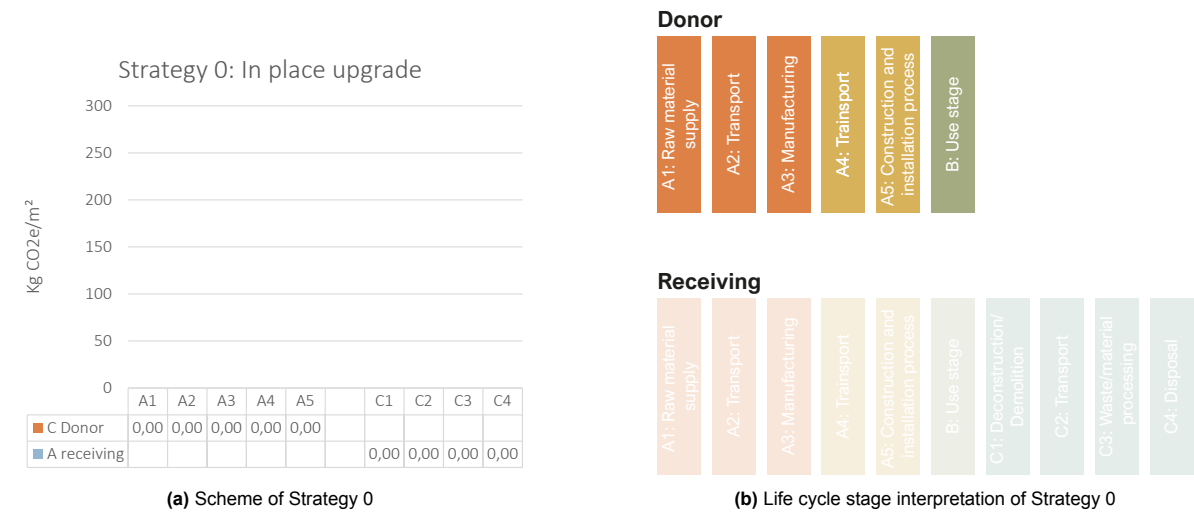 Strategy 0: In place upgrade
Kg CO2e/m²
300
250
200
150
100
50
0
A1 A2 A3 A4 A5 C1 C2 C3 C4
C Donor 0,00 0,00 0,00 0,00 0,00
A receiving 0,00 0,00 0,00 0,00
(a) Scheme of Strategy 0
Donor
A1: Raw material
supply
A2: Transport
A3: Manufacturing
A4: Trainsport
A5: Construction and
installation process
B: Use stage
Receiving
A1: Raw material
supply
A2: Transport
A3: Manufacturing
A4: Trainsport
A5: Construction and
installation process
B: Use stage
C1: Deconstruction/
Demolition
C2: Transport
C3: Waste/material
processing
C4: Disposal
(b) Life cycle stage interpretation of Strategy 0